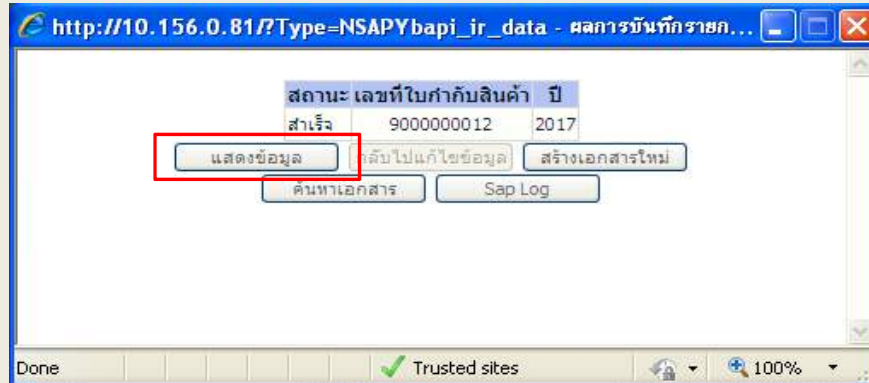 http://10.156.0.81/?Type=NSAPYbapi_ir_data - ผลการบันทึกรายก...
สถานะ เลขที่ใบกำกับสินค้า ปี
สำเร็จ 9000000012 2017
แสดงข้อมูล กลับไปแก้ไขข้อมูล สร้างเอกสารใหม่
ค้นหาเอกสาร Sap Log
Done Trusted sites 100%